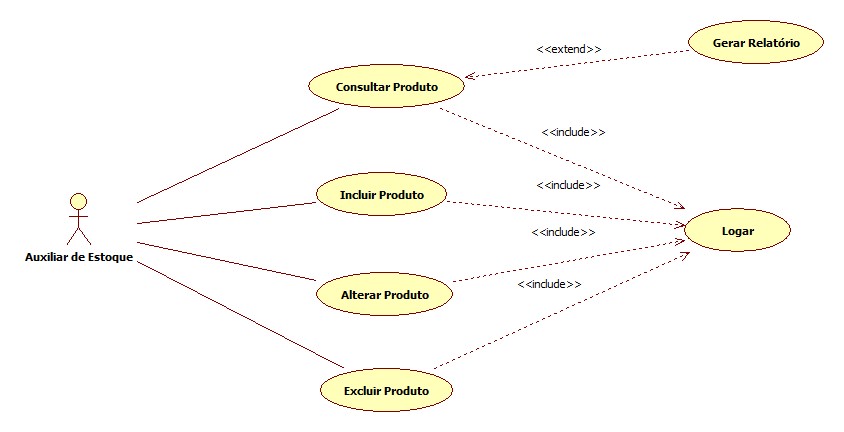 Gerar Relatório
<<extend>>
Consultar Produto
<<include>>
Incluir Produto
<<include>>
Logar
<<include>>
Auxiliar de Estoque
<<include>>
Alterar Produto
Excluir Produto